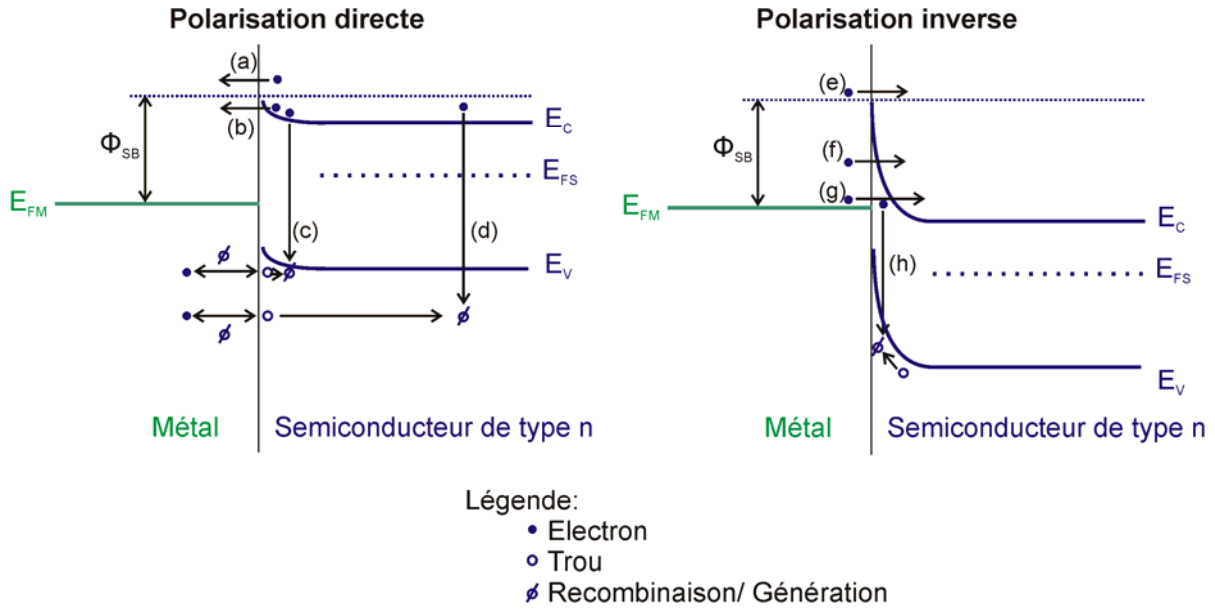 Polarisation directe
(a)
(b)
Φ_SB
E_C
E_FS
E_FM
(c)
(d)
E_V
Métal
Semiconducteur de type n
Polarisation inverse
(e)
Φ_SB
(f)
(g)
E_FM
E_C
(h)
E_FS
E_V
Métal
Semiconducteur de type n
Légende:
Electron
Trou
Recombinaison/ Génération